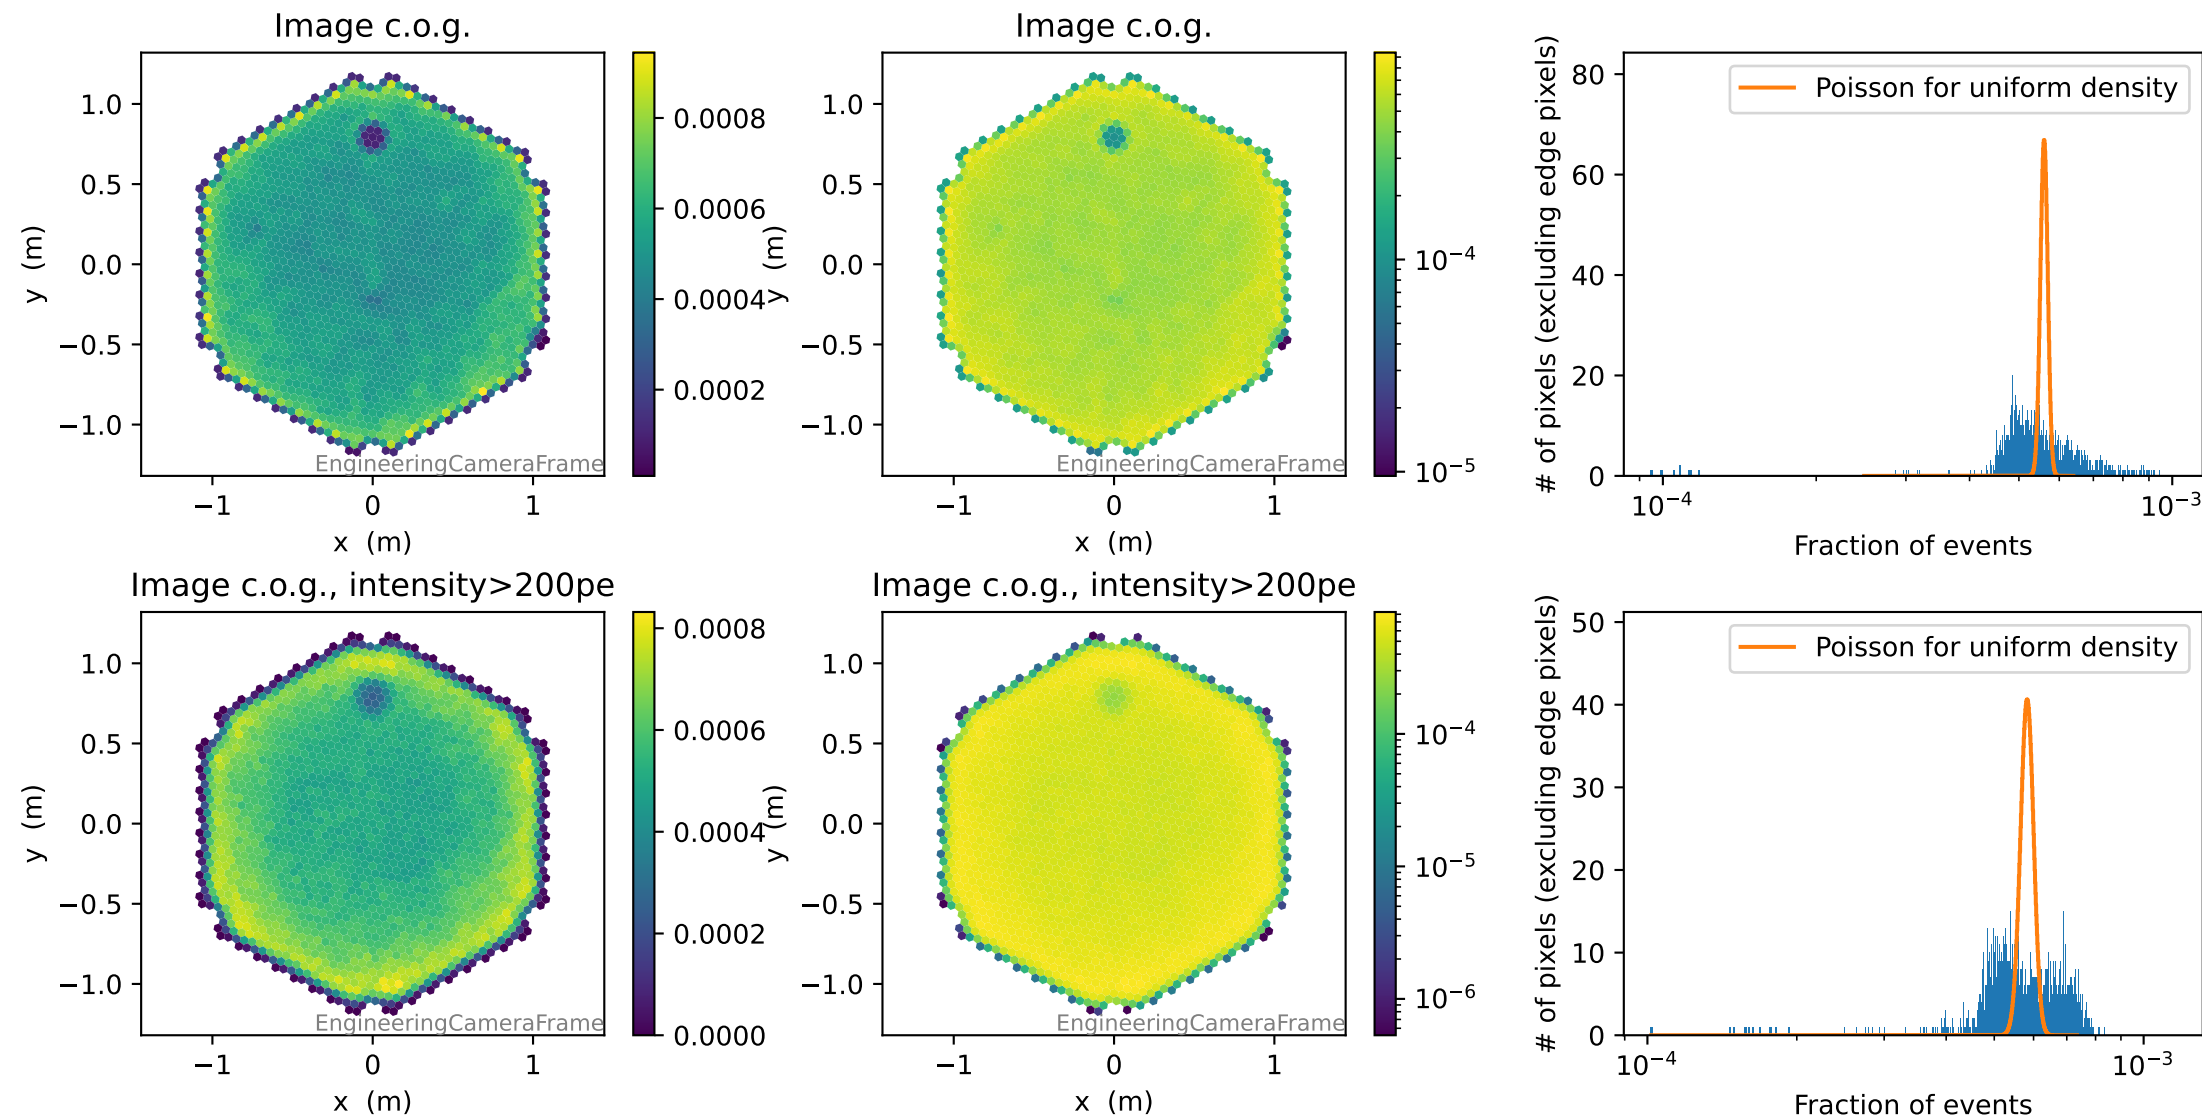 Image c.o.g.
1.0
0.5
0.0
−0.5
−1.0
y (m)
−1
0
1
x (m)
EngineeringCameraFrame
0.0008
0.0006
0.0004
0.0002
Image c.o.g.
1.0
0.5
0.0
−0.5
−1.0
y (m)
−1
0
1
x (m)
EngineeringCameraFrame
10−4
10−5
# of pixels (excluding edge pixels)
80
60
40
20
0
Poisson for uniform density
10−4
10−3
Fraction of events
Image c.o.g., intensity>200pe
1.0
0.5
0.0
−0.5
−1.0
y (m)
−1
0
1
x (m)
EngineeringCameraFrame
0.0008
0.0006
0.0004
0.0002
0.0000
Image c.o.g., intensity>200pe
1.0
0.5
0.0
−0.5
−1.0
y (m)
−1
0
1
x (m)
EngineeringCameraFrame
10−4
10−5
10−6
# of pixels (excluding edge pixels)
50
40
30
20
10
0
Poisson for uniform density
10−4
10−3
Fraction of events